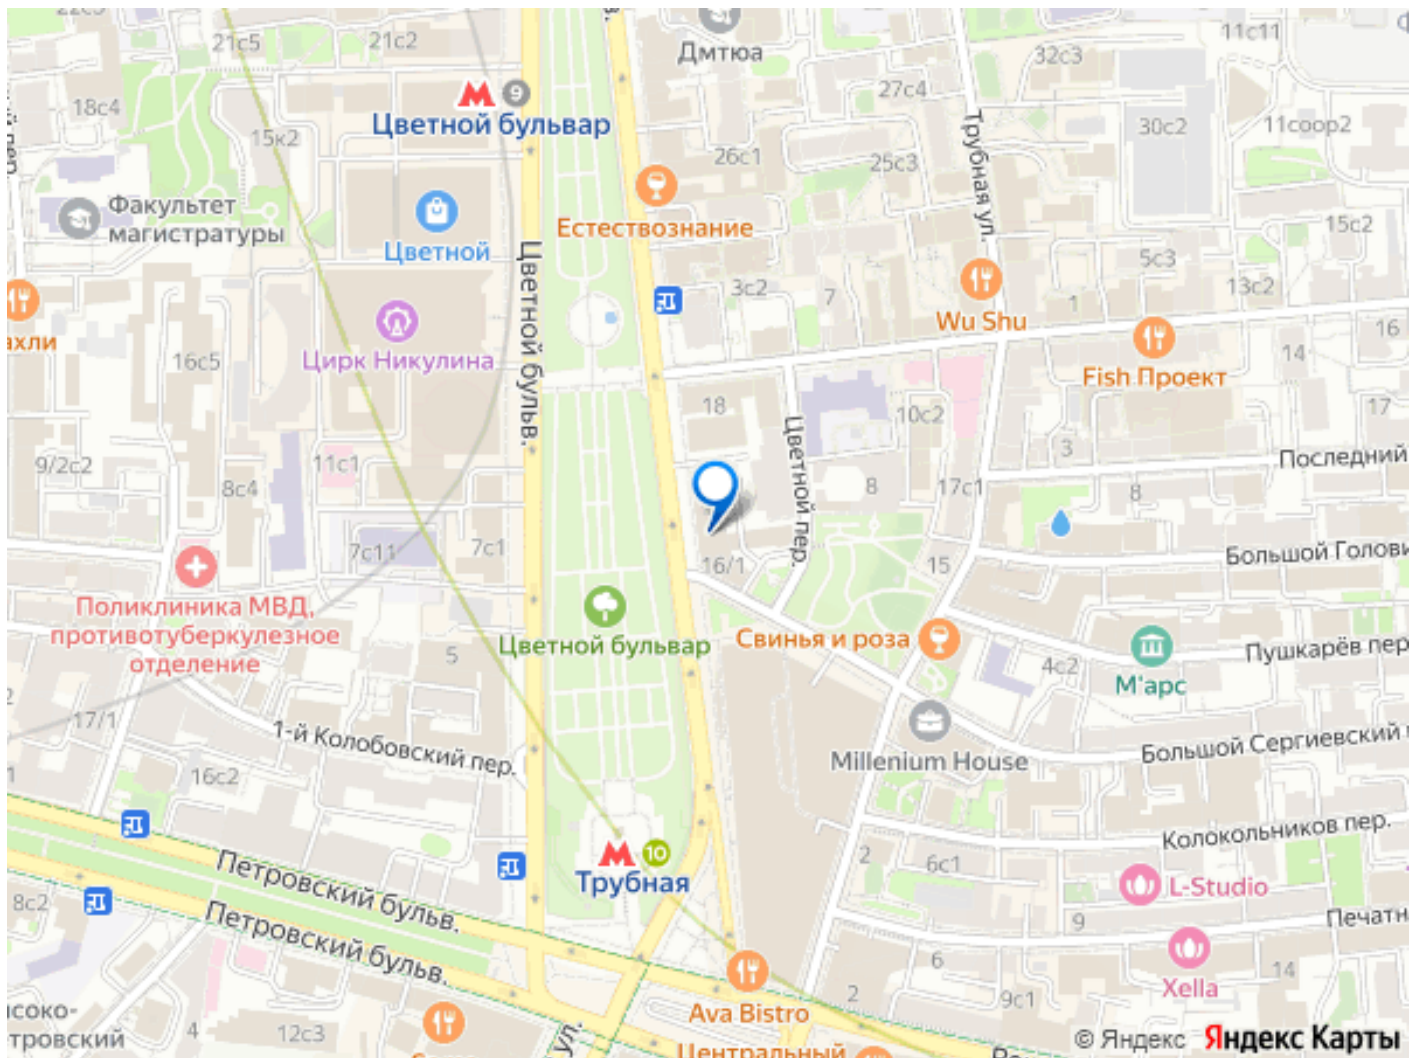 21с5
21с2
Дмтюа
11с11
32с3
18с4
15к2
9
Цветной бульвар
27с4
26с1
25с3
Трубная ул.
30с2
11соор2
Факультет
магистратуры
Цветной
Естествознание
Цветной бульв.
3с2
7
Wu Shu
5с3
1
13с2
15с2
16
Цирк Никулина
16с5
Fish Проект
14
17
18
Цветной пер.
10с2
3
Последний
9/2с2
11с1
8с4
8
17с1
8
7с11
7с1
16/1
15
Большой Голови
Поликлиника МВД,
противотуберкулезное
отделение
5
Цветной бульвар
Свинья и роза
4с2
М'арс
Пушкарёв пер
17/1
1-й Колобовский пер.
16с2
Millenium House
Большой Сергиевский
Колокольников пер.
10
Трубная
2
6с1
L-Studio
Петровский бульв.
Петровский бульв.
8с2
9
Печатн
6
Xella
14
Ava Bistro
2
9с1
4
12с3
тровский
ул.
Центральный
© Яндекс Яндекс Карты